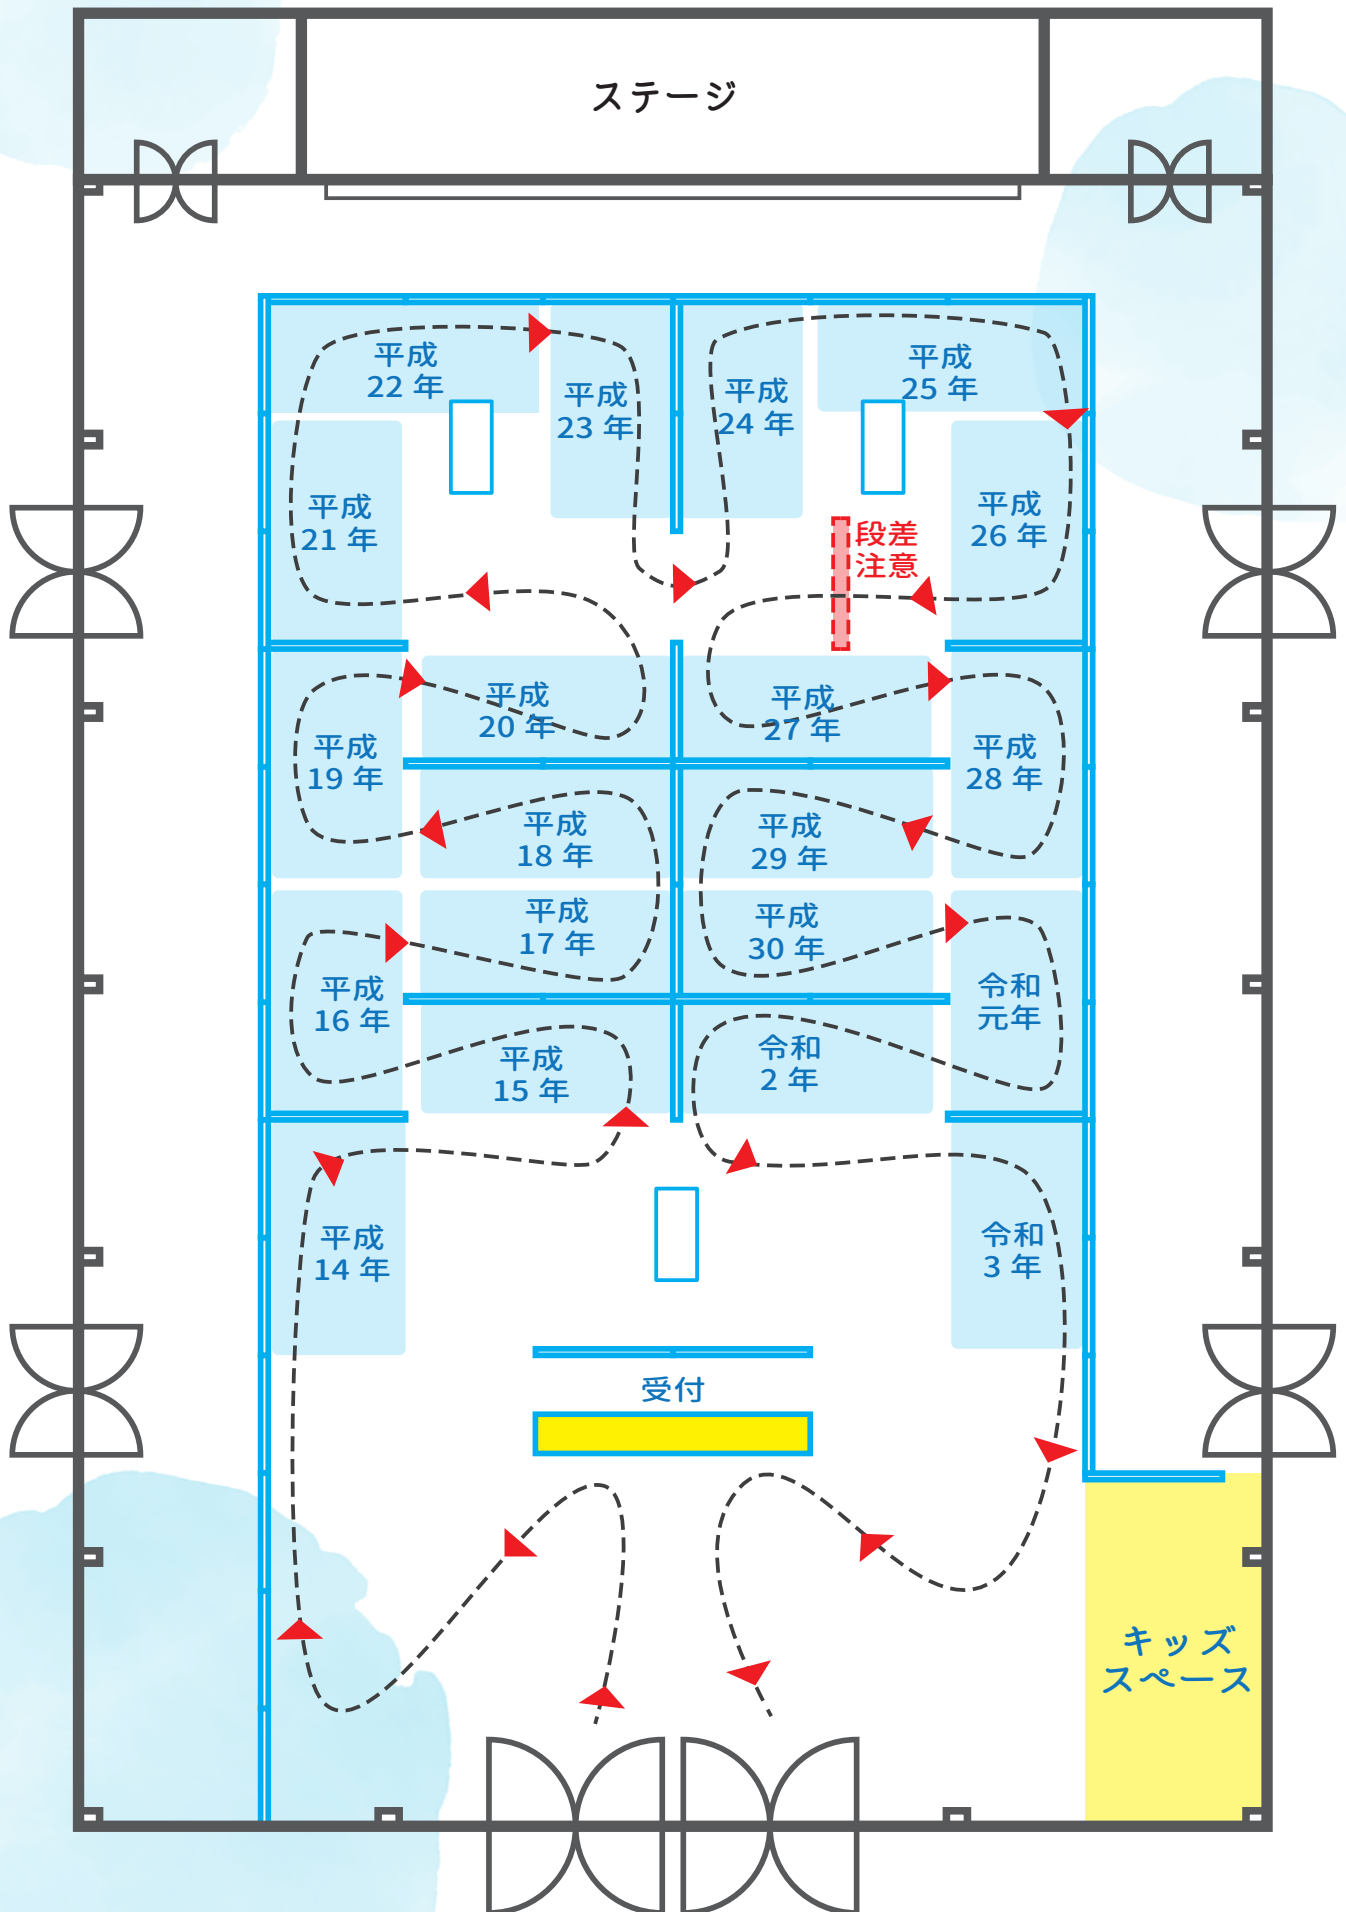 ステージ
平成
22 年
平成
23 年
平成
24 年
平成
25 年
平成
21 年
段差
注意
平成
26 年
平成
20 年
平成
27 年
平成
19 年
平成
28 年
平成
18 年
平成
29 年
平成
17 年
平成
30 年
平成
16 年
令和
元年
平成
15 年
令和
2 年
平成
14 年
令和
3 年
受付
キッズ
スペース